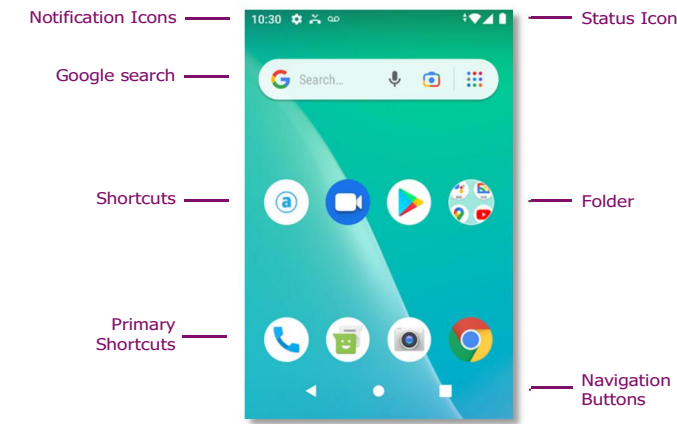 Notification Icons
10:30
Status Icon
Google search
Search...
Shortcuts
a
Folder
Primary
Shortcuts
Navigation
Buttons